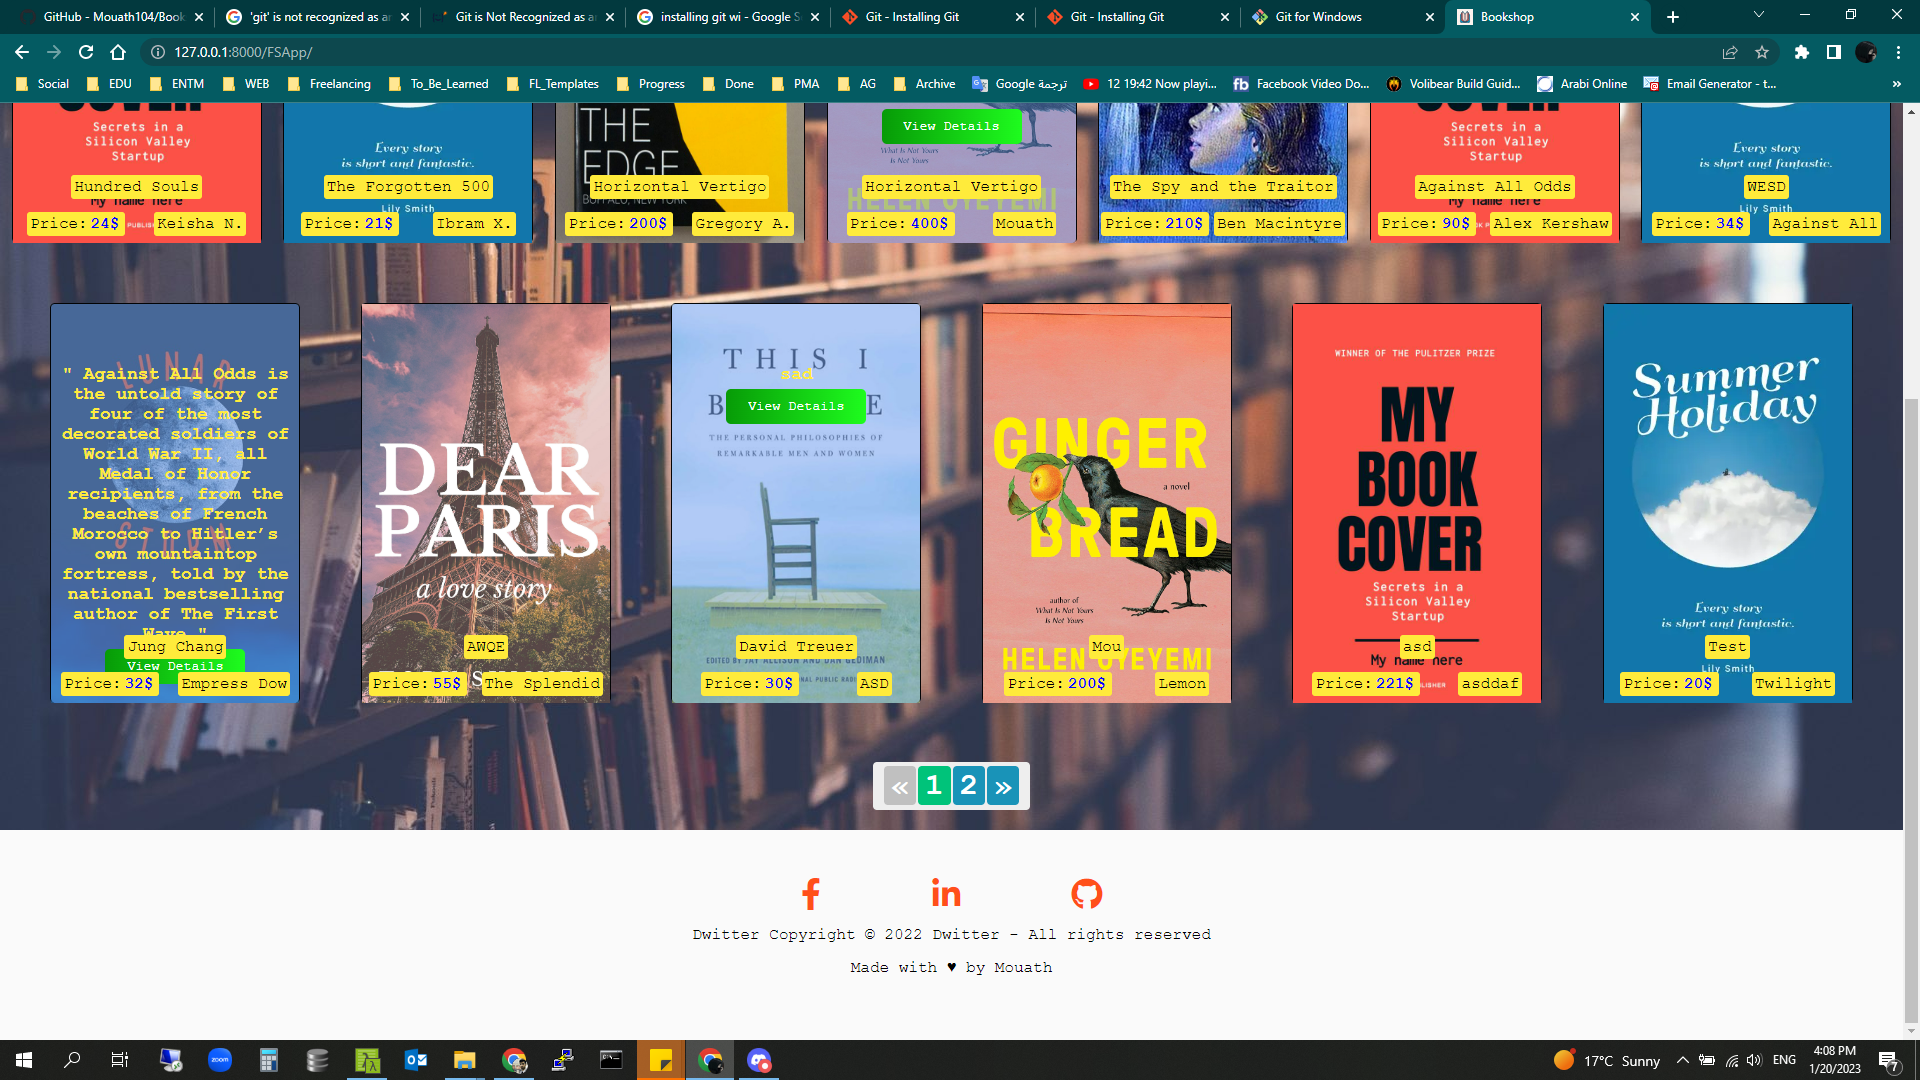 GitHub - Mouath104/Book
'git' is not recognized as an
Git is Not Recognized as a
installing git wi - Google S
Git - Installing Git
Git - Installing Git
Git for Windows
Bookshop
127.0.0.1:8000/FSApp/
Social
EDU
ENTM
WEB
Freelancing
To_Be_Learned
FL_Templates
Progress
Done
PMA
AG
Archive
Google ترجمة
12 19:42 Now playi...
Facebook Video Do...
Volibear Build Guid...
Arabi Online
Email Generator - t...
»
COVER
Secrets in a
Silicon Valley
Startup
Hundred Souls
My name here
Price: 24$
Keisha N.
Every story
is short and fantastic.
The Forgotten 500
Lily Smith
Price: 21$
Ibram X.
THE
EDGE
Horizontal Vertigo
BUFFALO, NEW YORK
Price: 200$
Gregory A.
View Details
What Is Not Yours
Is Not Yours
Horizontal Vertigo
HELEN OYEYEMI
Price: 400$
Mouath
The Spy and the Traitor
Price: 210$
Ben Macintyre
COVER
Secrets in a
Silicon Valley
Startup
Against All Odds
My name here
Price: 90$
Alex Kershaw
Every story
is short and fantastic.
WESD
Lily Smith
Price: 34$
Against All
LUNAR
STORM
" Against All Odds is
the untold story of
four of the most
decorated soldiers of
World War II, all
Medal of Honor
recipients, from the
beaches of French
Morocco to Hitler's
own mountaintop
fortress, told by the
national bestselling
author of The First
Wave "
Jung Chang
View Details
Price: 32$
Empress Dow
DEAR
PARIS
a love story
AWQE
Price: 55$
The Splendid
THIS I
sad
View Details
THE PERSONAL PHILOSOPHIES OF
REMARKABLE MEN AND WOMEN
David Treuer
EDITED BY JAY ALLISON AND DAN GEDIMAN
Price: 30$
ASD
GINGER
a novel
BREAD
author of
What Is Not Yours
Is Not Yours
Mou
HELEN OYEYEMI
Price: 200$
Lemon
WINNER OF THE PULITZER PRIZE
MY
BOOK
COVER
Secrets in a
Silicon Valley
Startup
asd
My name here
Price: 221$
asddaf
Summer
Holiday
Every story
is short and fantastic.
Test
Lily Smith
Price: 20$
Twilight
« 1 2 »
Dwitter Copyright © 2022 Dwitter - All rights reserved
Made with ♥ by Mouath
17°C Sunny
ENG
4:08 PM
1/20/2023
7